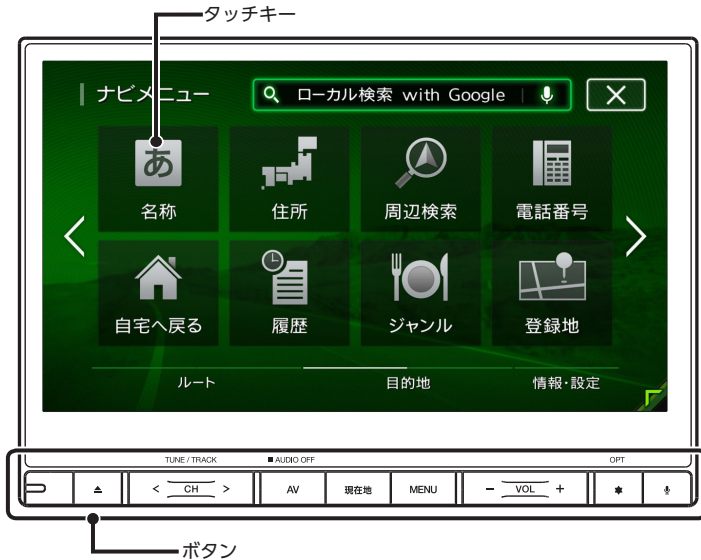 タッチキー
ナビメニュー
ローカル検索 with Google
あ
名称
住所
周辺検索
電話番号
自宅へ戻る
履歴
ジャンル
登録地
ルート
目的地
情報・設定
TUNE / TRACK
■ AUDIO OFF
OPT
< CH >
AV
現在地
MENU
− VOL +
✱
ボタン